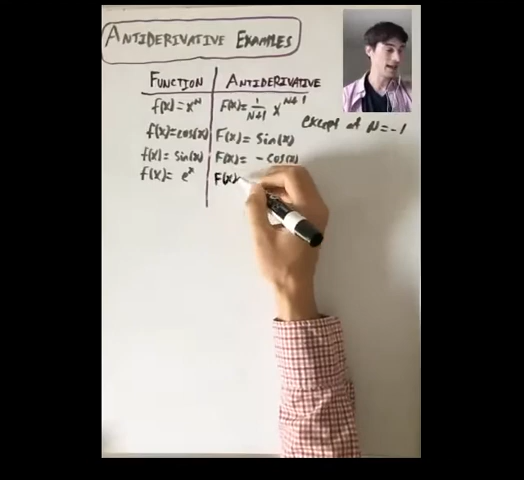 ANTIDERIVATIVE EXAMPLES
FUNCTION ANTIDERIVATIVE
f(x) = x^N F(x) = 1/(N+1) x^(N+1) except at N = -1
f(x) = cos(x) F(x) = sin(x)
f(x) = sin(x) F(x) = -cos(x)
f(x) = e^x F(x)